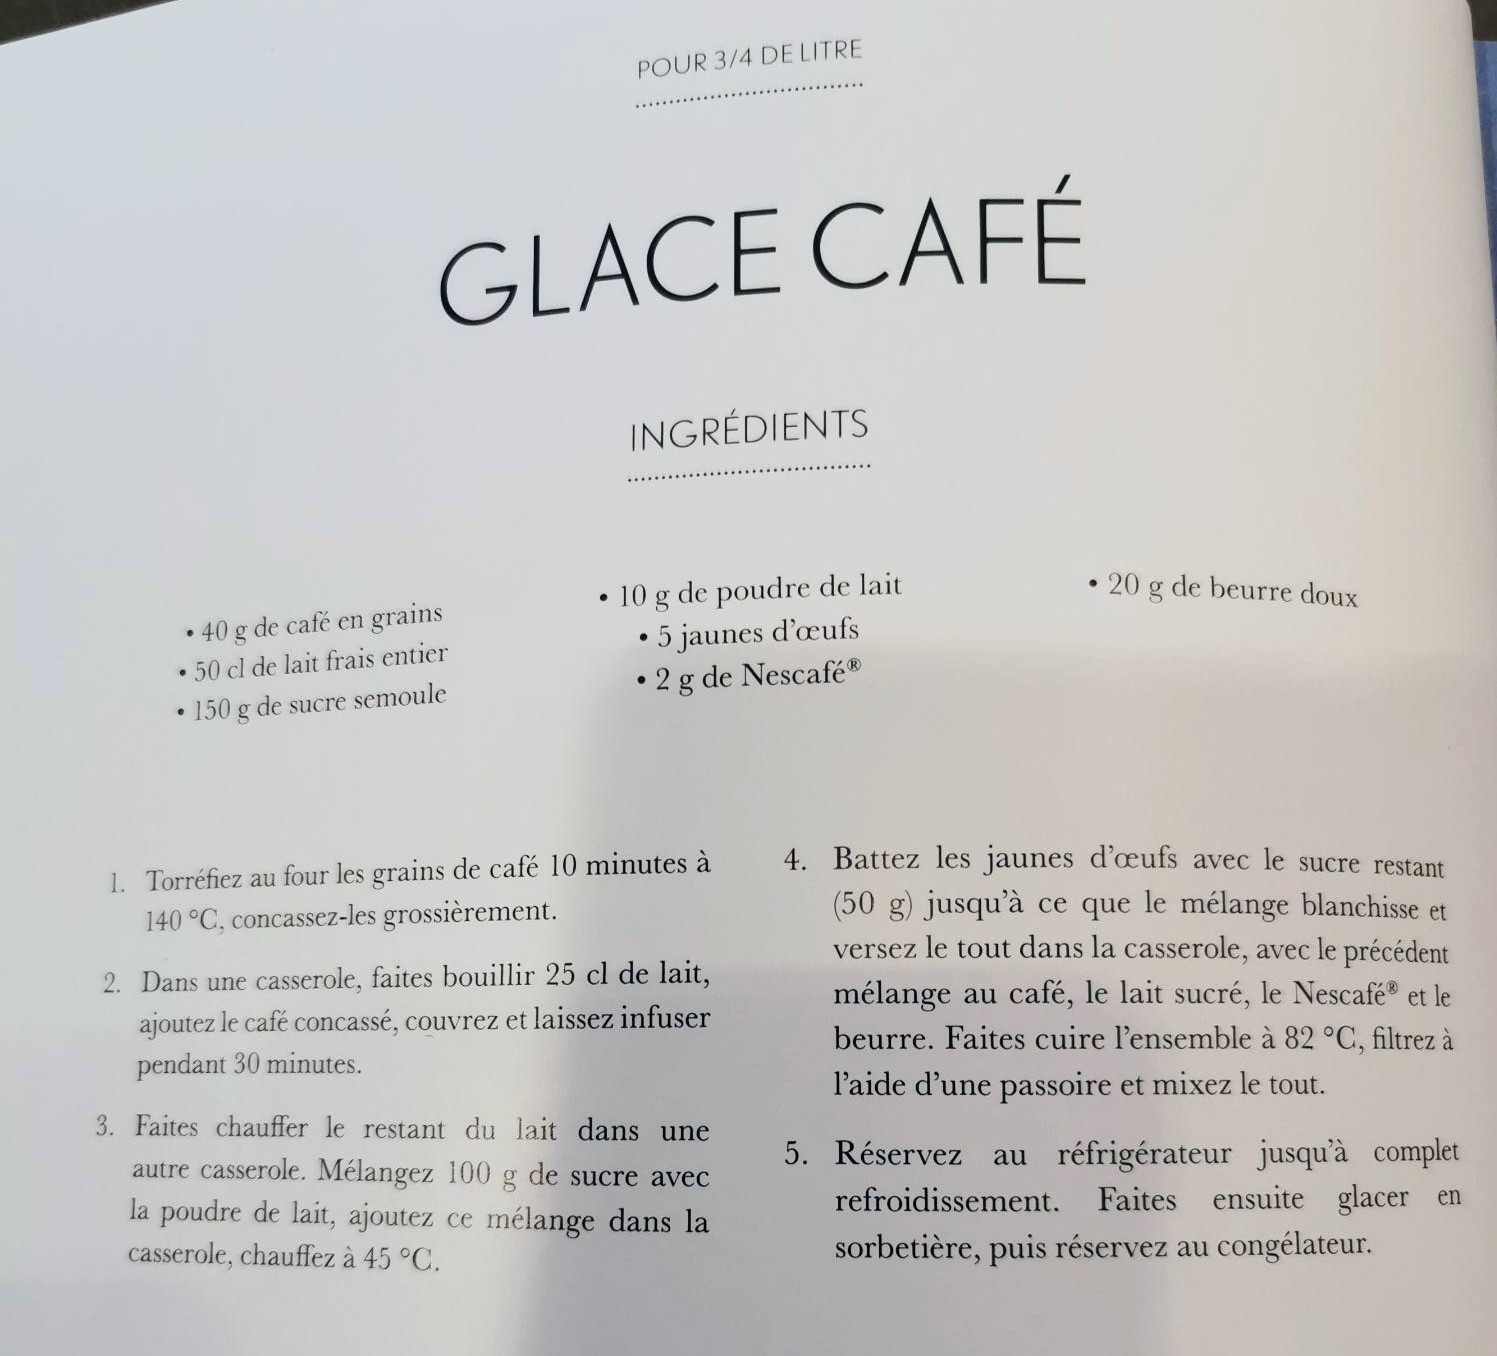 POUR 3/4 DE LITRE
GLACE CAFÉ
INGRÉDIENTS
• 40 g de café en grains
• 50 cl de lait frais entier
• 150 g de sucre semoule
• 10 g de poudre de lait
• 5 jaunes d'œufs
• 2 g de Nescafé®
• 20 g de beurre doux
1. Torréfiez au four les grains de café 10 minutes à
140 °C, concassez-les grossièrement.
2. Dans une casserole, faites bouillir 25 cl de lait,
ajoutez le café concassé, couvrez et laissez infuser
pendant 30 minutes.
3. Faites chauffer le restant du lait dans une
autre casserole. Mélangez 100 g de sucre avec
la poudre de lait, ajoutez ce mélange dans la
casserole, chauffez à 45 °C.
4. Battez les jaunes d'œufs avec le sucre restant
(50 g) jusqu'à ce que le mélange blanchisse et
versez le tout dans la casserole, avec le précédent
mélange au café, le lait sucré, le Nescafé® et le
beurre. Faites cuire l'ensemble à 82 °C, filtrez à
l'aide d'une passoire et mixez le tout.
5. Réservez au réfrigérateur jusqu'à complet
refroidissement. Faites ensuite glacer en
sorbetière, puis réservez au congélateur.